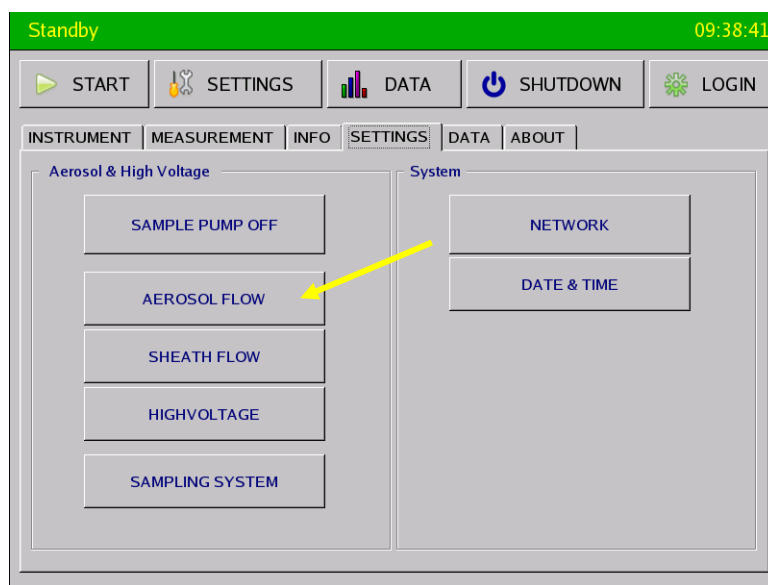 Standby 09:38:41
START SETTINGS DATA SHUTDOWN LOGIN
INSTRUMENT MEASUREMENT INFO SETTINGS DATA ABOUT
Aerosol & High Voltage
SAMPLE PUMP OFF
AEROSOL FLOW
SHEATH FLOW
HIGHVOLTAGE
SAMPLING SYSTEM
System
NETWORK
DATE & TIME